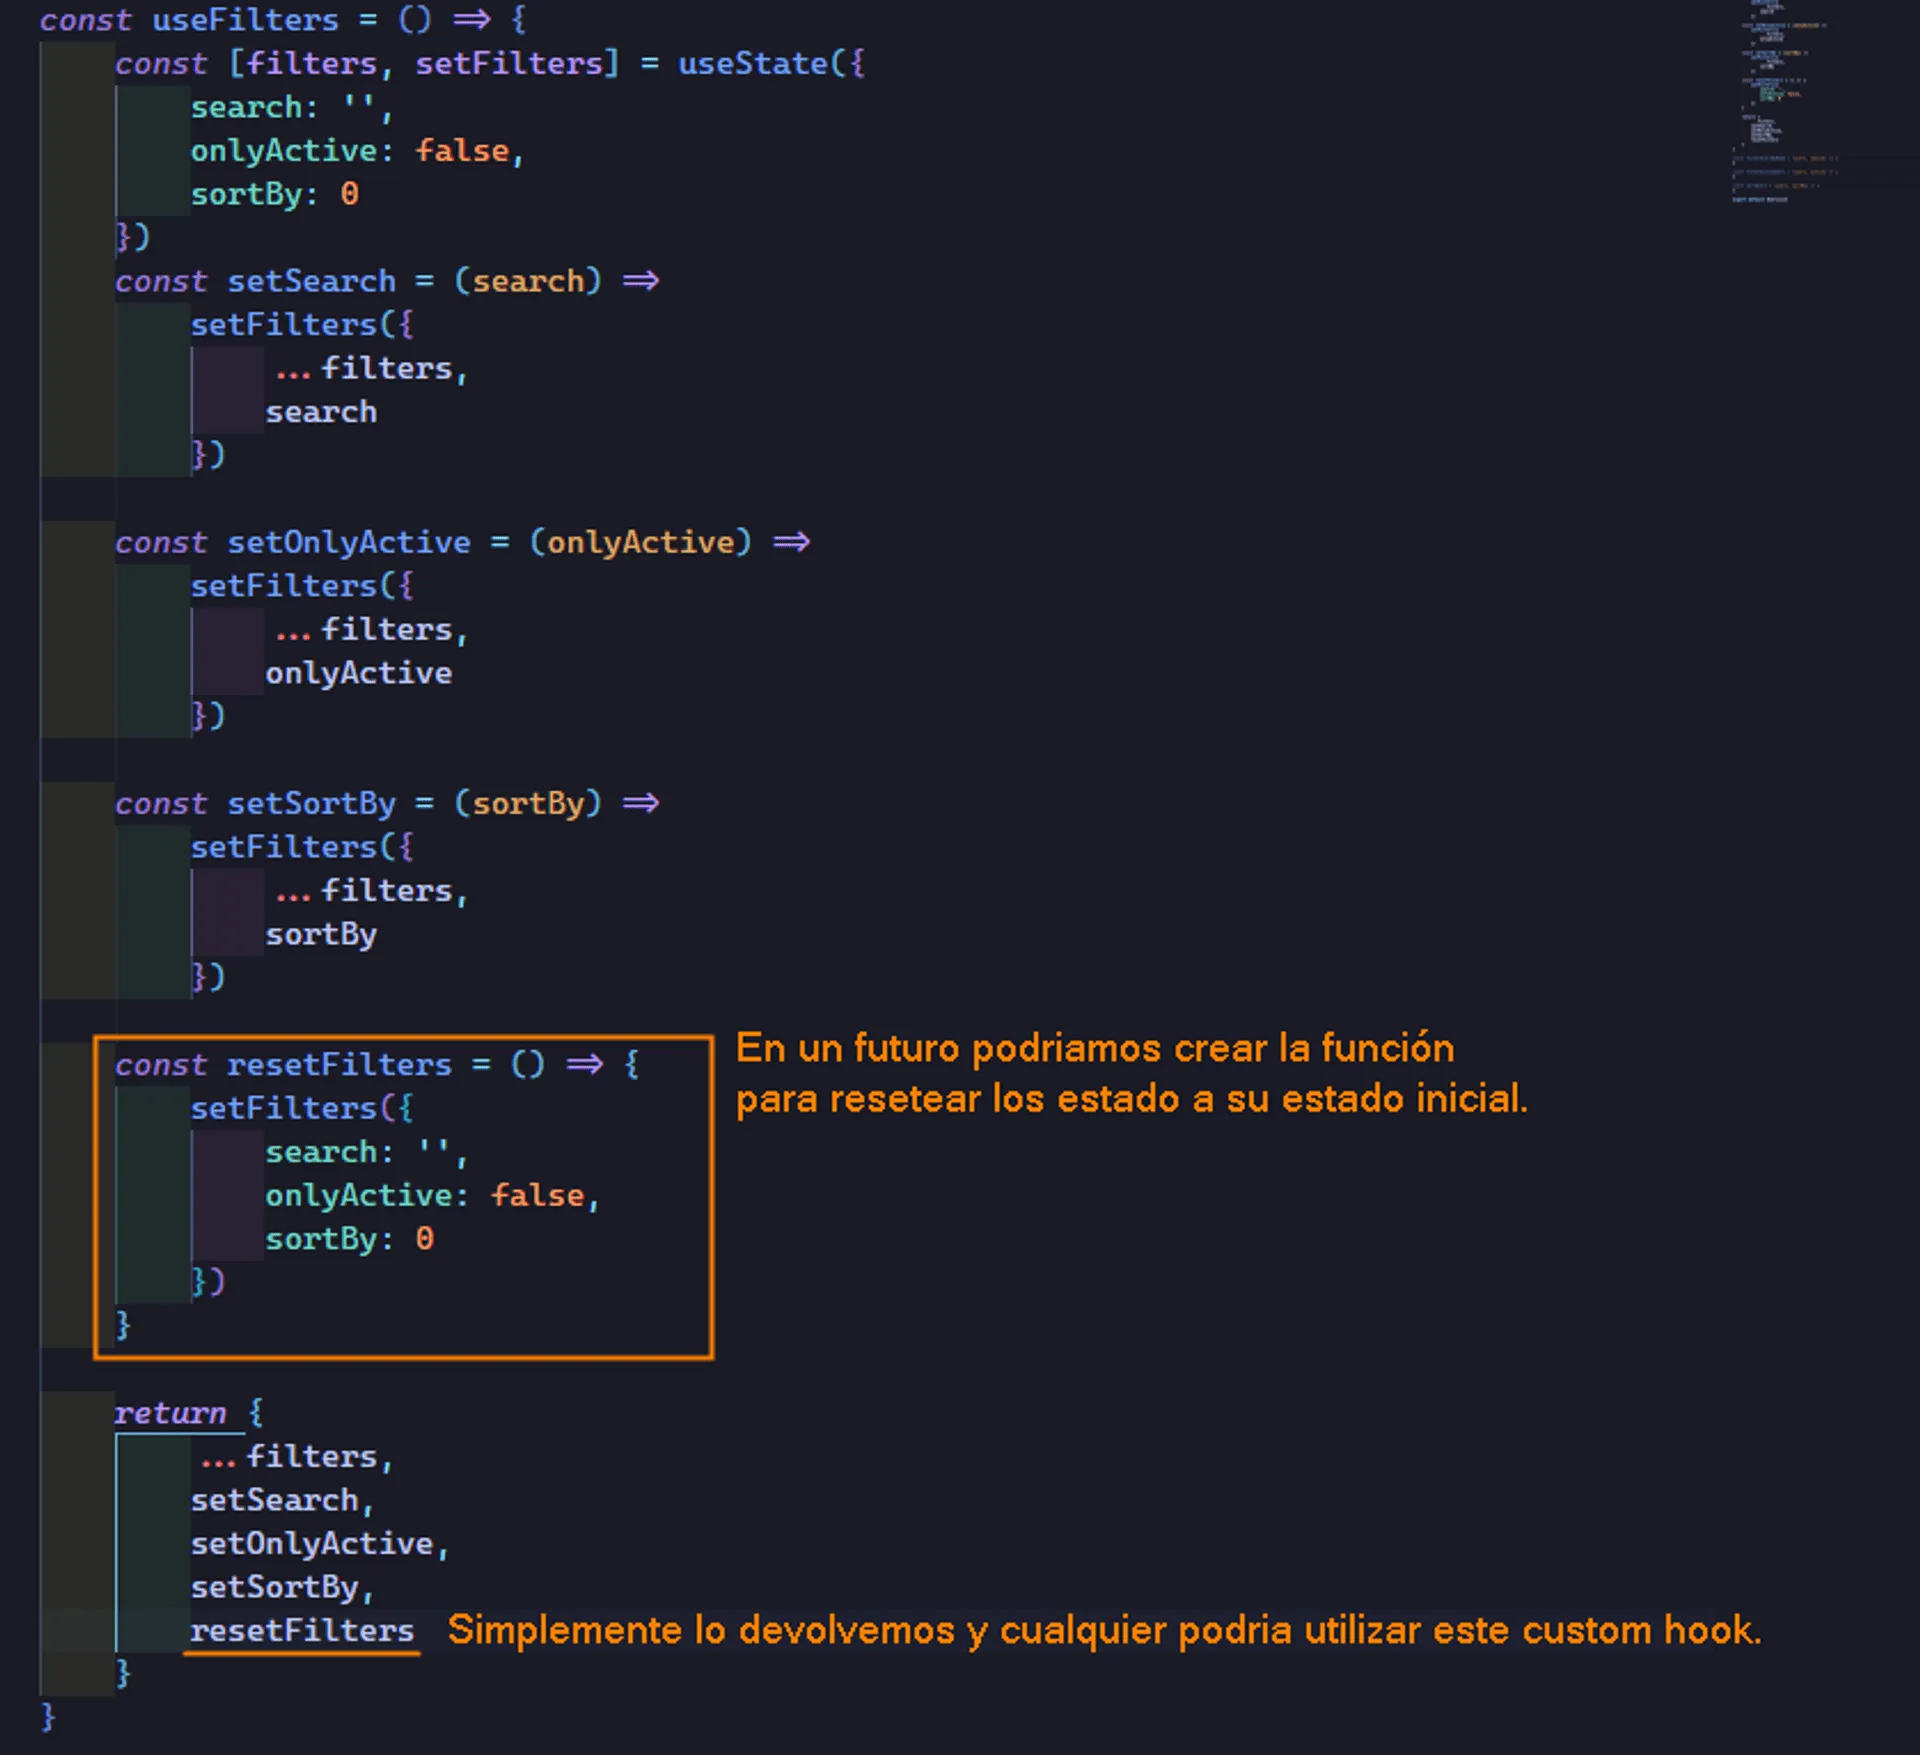 const useFilters = () => {
const [filters, setFilters] = useState({
search: '',
onlyActive: false,
sortBy: 0
})
const setSearch = (search) =>
setFilters({
...filters,
search
})
const setOnlyActive = (onlyActive) =>
setFilters({
...filters,
onlyActive
})
const setSortBy = (sortBy) =>
setFilters({
...filters,
sortBy
})
const resetFilters = () => {
En un futuro podriamos crear la función
para resetear los estado a su estado inicial.
setFilters({
search: '',
onlyActive: false,
sortBy: 0
})
}
return {
...filters,
setSearch,
setOnlyActive,
setSortBy,
resetFilters Simplemente lo devolvemos y cualquier podria utilizar este custom hook.
}
}